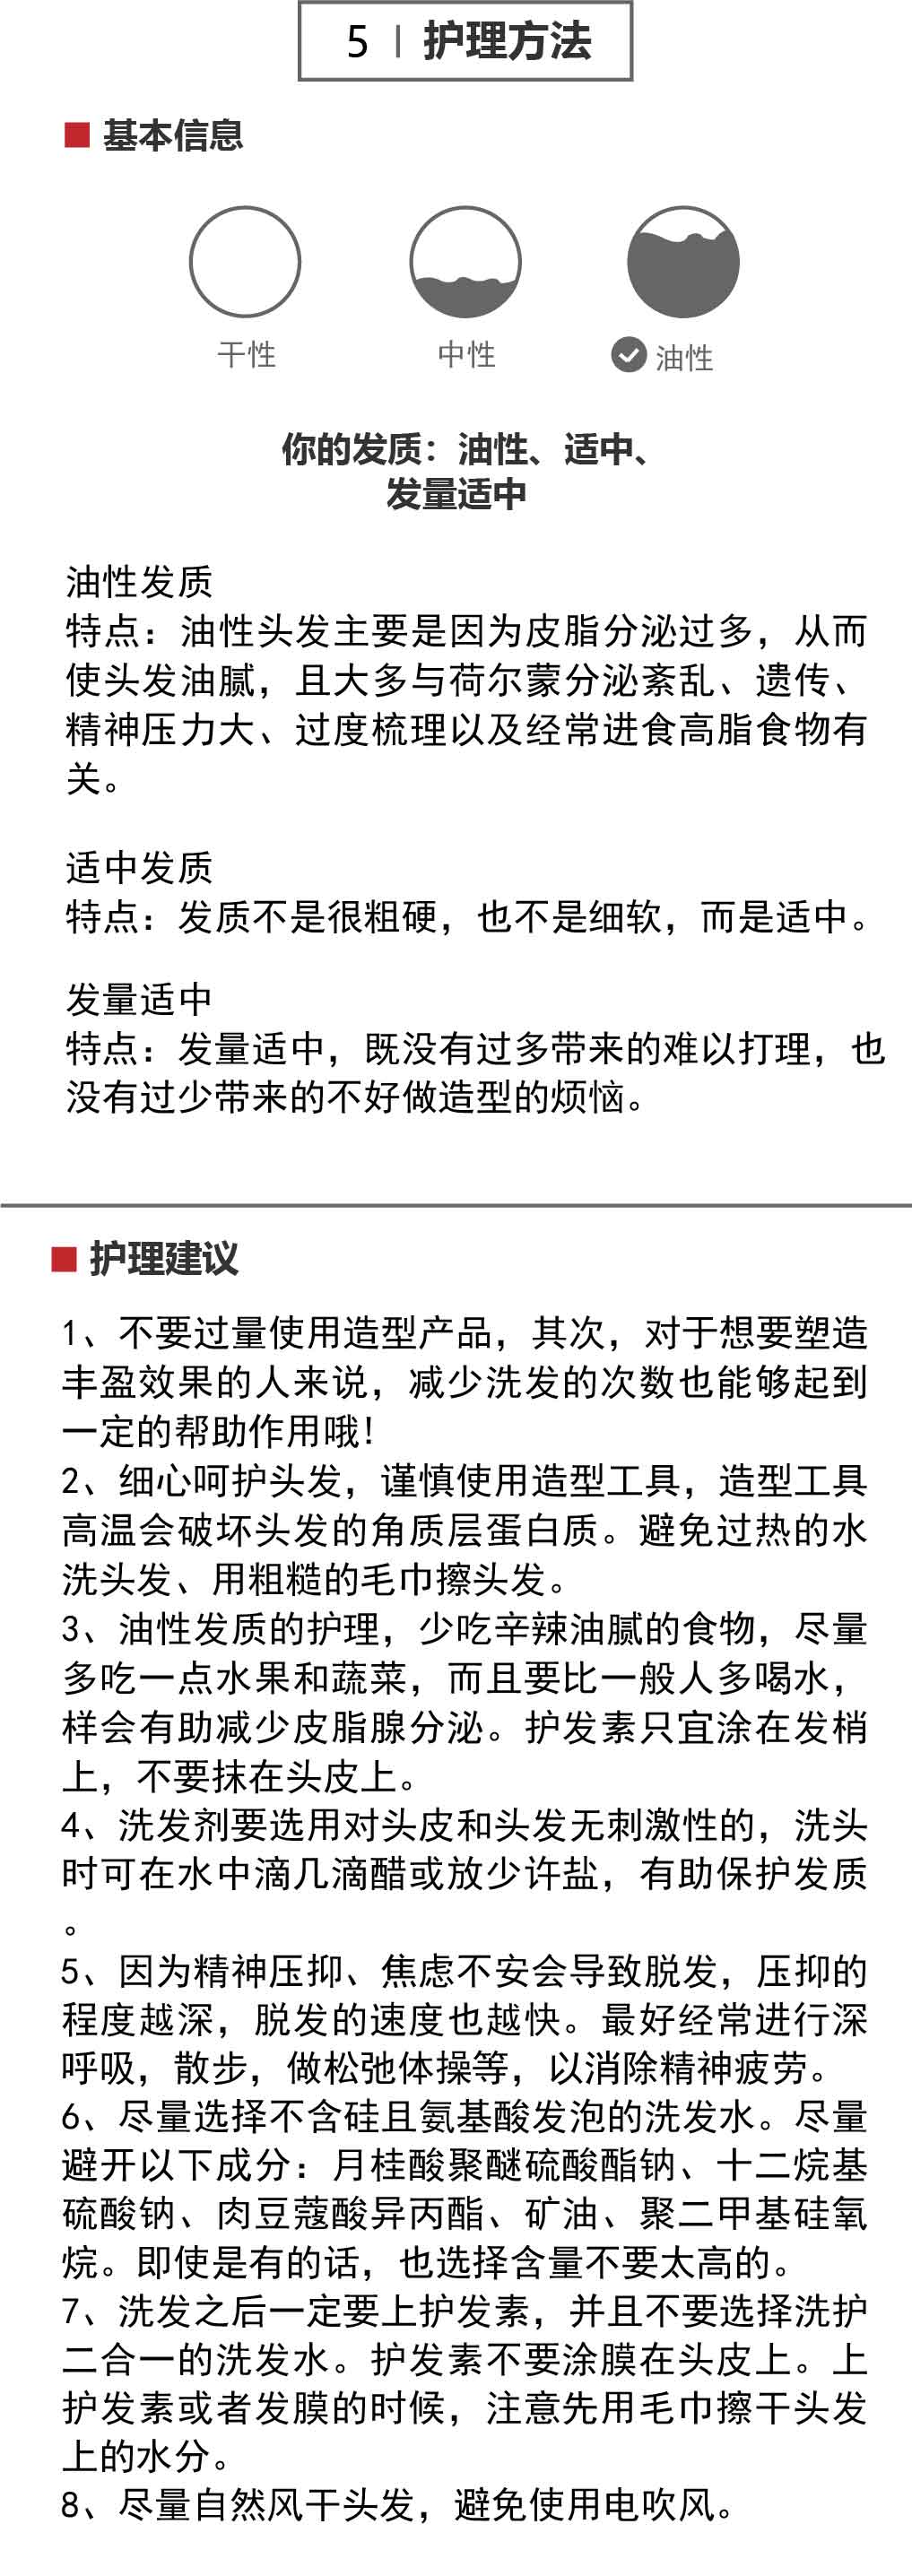 5 | 护理方法
基本信息
干性
中性
油性
你的发质：油性、适中、
发量适中
油性发质
特点：油性头发主要是因为皮脂分泌过多，从而
使头发油腻，且大多与荷尔蒙分泌紊乱、遗传、
精神压力大、过度梳理以及经常进食高脂食物有
关。
适中发质
特点：发质不是很粗硬，也不是细软，而是适中。
发量适中
特点：发量适中，既没有过多带来的难以打理，也
没有过少带来的不好做造型的烦恼。
护理建议
1、不要过量使用造型产品，其次，对于想要塑造
丰盈效果的人来说，减少洗发的次数也能够起到
一定的帮助作用哦！
2、细心呵护头发，谨慎使用造型工具，造型工具
高温会破坏头发的角质层蛋白质。避免过热的水
洗头发、用粗糙的毛巾擦头发。
3、油性发质的护理，少吃辛辣油腻的食物，尽量
多吃一点水果和蔬菜，而且要比一般人多喝水，
样会有助减少皮脂腺分泌。护发素只宜涂在发梢
上，不要抹在头皮上。
4、洗发剂要选用对头皮和头发无刺激性的，洗头
时可在水中滴几滴醋或放少许盐，有助保护发质
。
5、因为精神压抑、焦虑不安会导致脱发，压抑的
程度越深，脱发的速度也越快。最好经常进行深
呼吸，散步，做松弛体操等，以消除精神疲劳。
6、尽量选择不含硅且氨基酸发泡的洗发水。尽量
避开以下成分：月桂酸聚醚硫酸酯钠、十二烷基
硫酸钠、肉豆蔻酸异丙酯、矿油、聚二甲基硅氧
烷。即使是有的话，也选择含量不要太高的。
7、洗发之后一定要上护发素，并且不要选择洗护
二合一的洗发水。护发素不要涂膜在头皮上。上
护发素或者发膜的时候，注意先用毛巾擦干头发
上的水分。
8、尽量自然风干头发，避免使用电吹风。